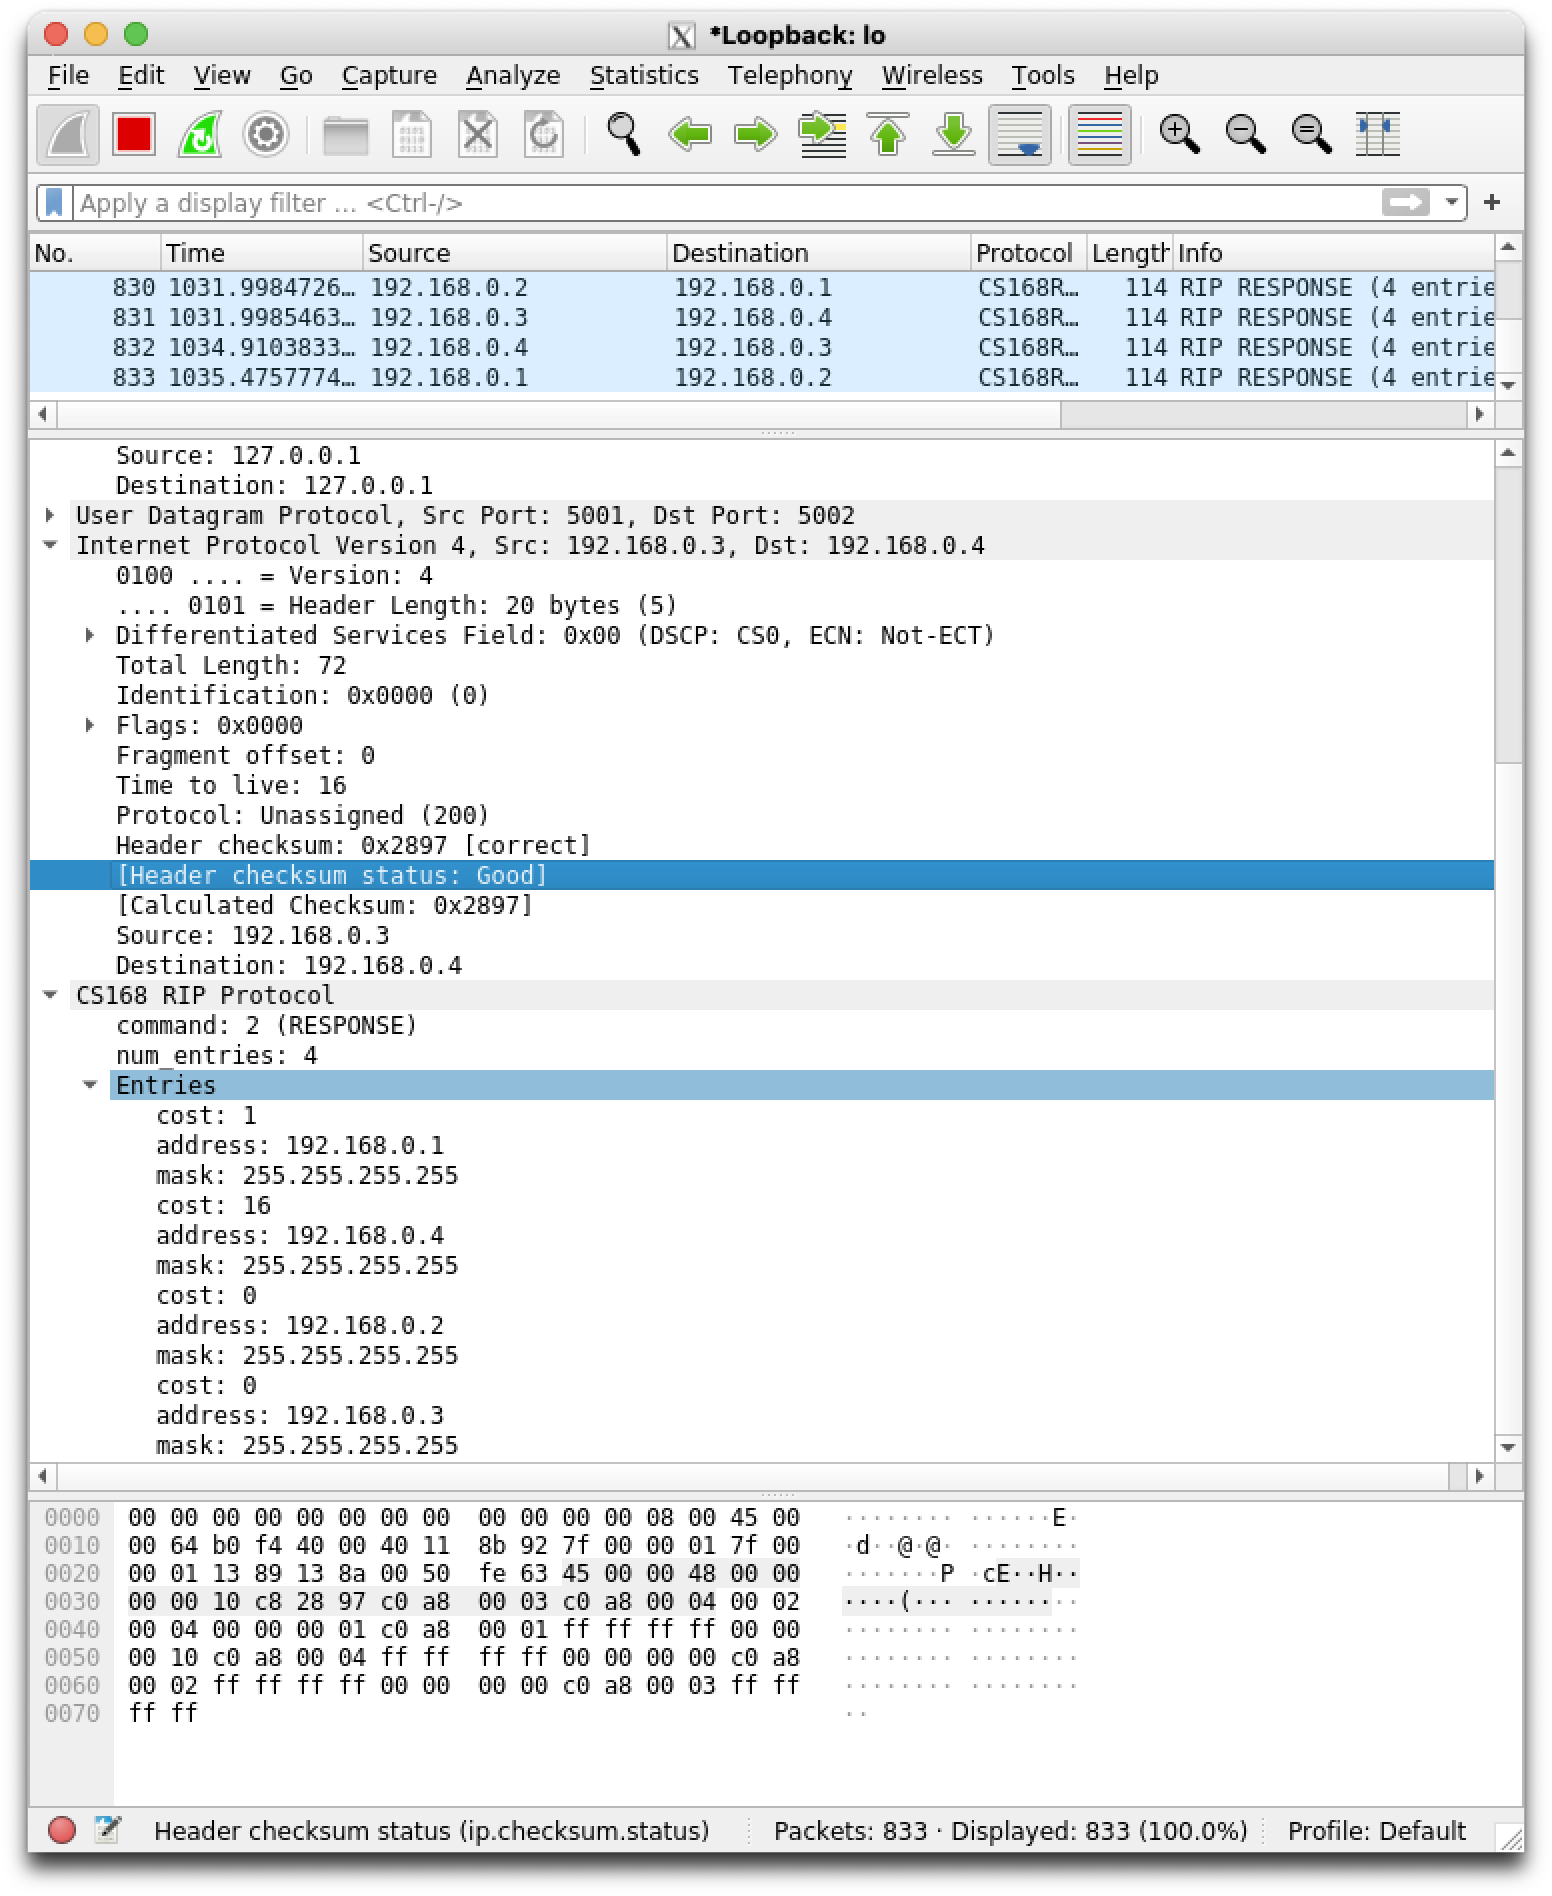 *Loopback: lo
File Edit View Go Capture Analyze Statistics Telephony Wireless Tools Help
Apply a display filter ... <Ctrl-/>
No. Time Source Destination Protocol Length Info
830 1031.9984726… 192.168.0.2 192.168.0.1 CS168R… 114 RIP RESPONSE (4 entrie
831 1031.9985463… 192.168.0.3 192.168.0.4 CS168R… 114 RIP RESPONSE (4 entrie
832 1034.9103833… 192.168.0.4 192.168.0.3 CS168R… 114 RIP RESPONSE (4 entrie
833 1035.4757774… 192.168.0.1 192.168.0.2 CS168R… 114 RIP RESPONSE (4 entrie
Source: 127.0.0.1
Destination: 127.0.0.1
User Datagram Protocol, Src Port: 5001, Dst Port: 5002
Internet Protocol Version 4, Src: 192.168.0.3, Dst: 192.168.0.4
0100 .... = Version: 4
.... 0101 = Header Length: 20 bytes (5)
Differentiated Services Field: 0x00 (DSCP: CS0, ECN: Not-ECT)
Total Length: 72
Identification: 0x0000 (0)
Flags: 0x0000
Fragment offset: 0
Time to live: 16
Protocol: Unassigned (200)
Header checksum: 0x2897 [correct]
[Header checksum status: Good]
[Calculated Checksum: 0x2897]
Source: 192.168.0.3
Destination: 192.168.0.4
CS168 RIP Protocol
command: 2 (RESPONSE)
num_entries: 4
Entries
cost: 1
address: 192.168.0.1
mask: 255.255.255.255
cost: 16
address: 192.168.0.4
mask: 255.255.255.255
cost: 0
address: 192.168.0.2
mask: 255.255.255.255
cost: 0
address: 192.168.0.3
mask: 255.255.255.255
0000 00 00 00 00 00 00 00 00 00 00 00 00 08 00 45 00 ········ ······E·
0010 00 64 b0 f4 40 00 40 11 8b 92 7f 00 00 01 7f 00 ·d··@·@· ········
0020 00 01 13 89 13 8a 00 50 fe 63 45 00 00 48 00 00 ·······P ·cE··H··
0030 00 00 10 c8 28 97 c0 a8 00 03 c0 a8 00 04 00 02 ····(··· ········
0040 00 04 00 00 00 01 c0 a8 00 01 ff ff ff ff 00 00 ········ ········
0050 00 10 c0 a8 00 04 ff ff ff ff 00 00 00 00 c0 a8 ········ ········
0060 00 02 ff ff ff ff 00 00 00 00 c0 a8 00 03 ff ff ········ ········
0070 ff ff ··
Header checksum status (ip.checksum.status) Packets: 833 · Displayed: 833 (100.0%) Profile: Default